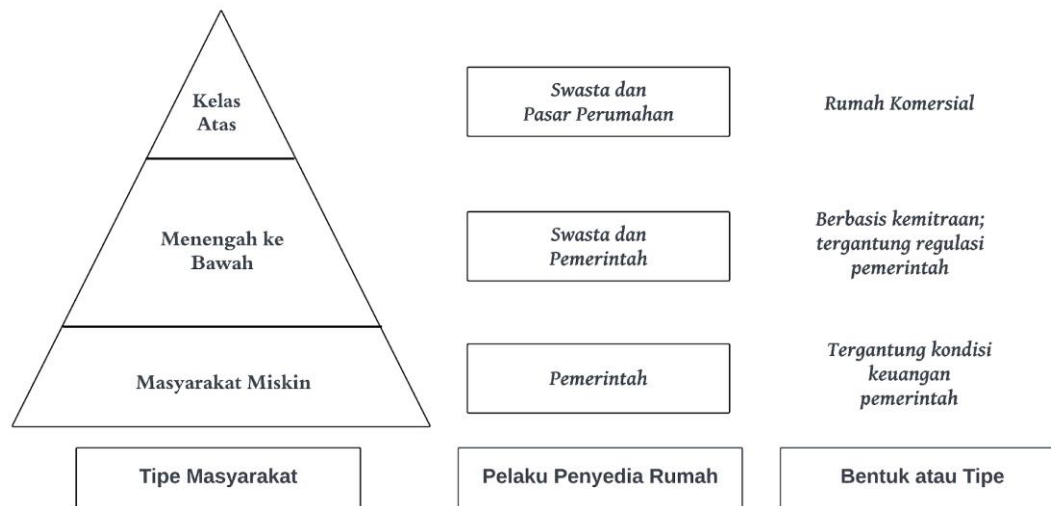 Kelas
Atas
Swasta dan
Pasar Perumahan
Rumah Komersial
Menengah ke
Bawah
Swasta dan
Pemerintah
Berbasis kemitraan;
tergantung regulasi
pemerintah
Masyarakat Miskin
Pemerintah
Tergantung kondisi
keuangan
pemerintah
Tipe Masyarakat
Pelaku Penyedia Rumah
Bentuk atau Tipe